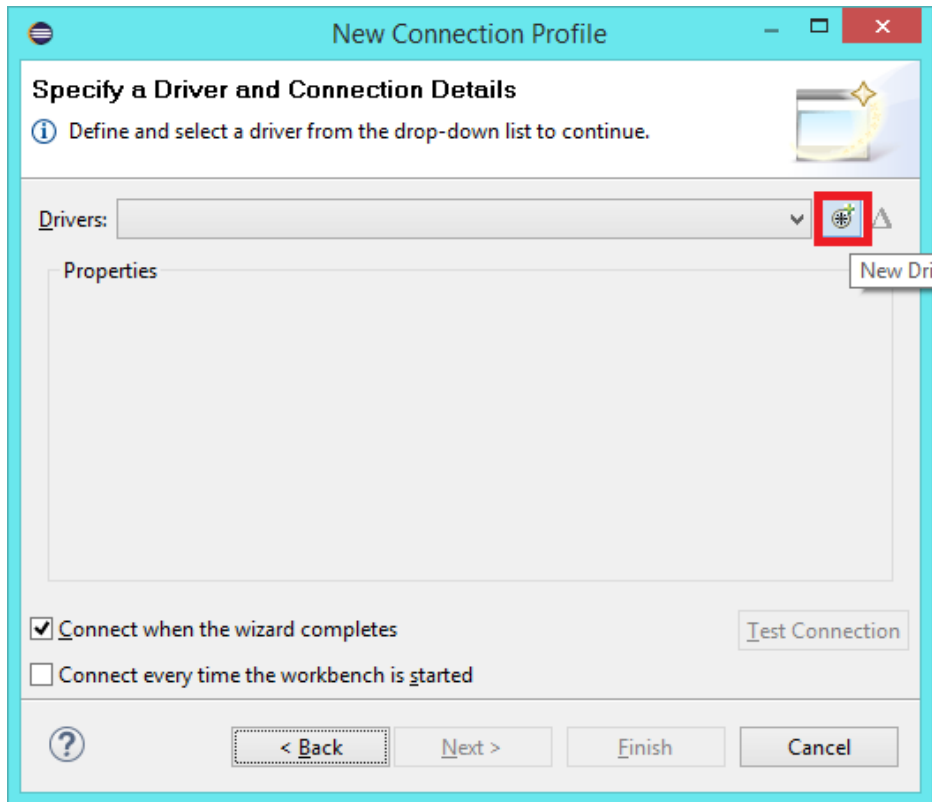 New Connection Profile
Specify a Driver and Connection Details
Define and select a driver from the drop-down list to continue.
Drivers:
New Dri
Properties
Connect when the wizard completes
Test Connection
Connect every time the workbench is started
< Back
Next >
Finish
Cancel